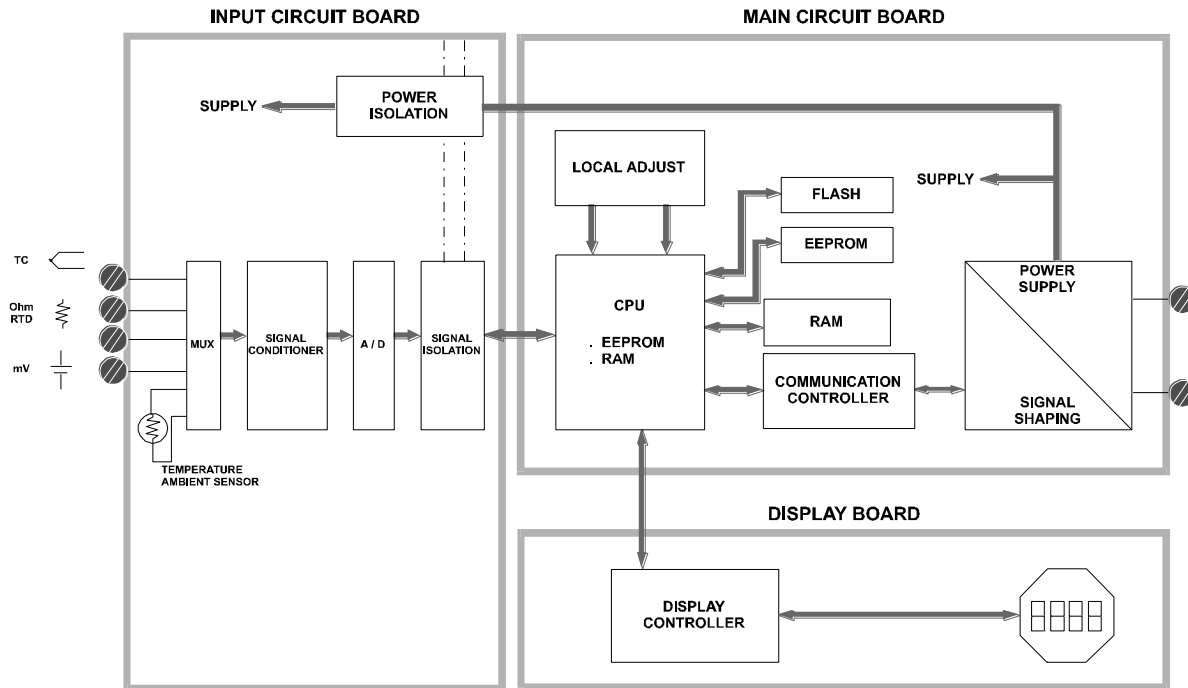 INPUT CIRCUIT BOARD
MAIN CIRCUIT BOARD
SUPPLY
POWER
ISOLATION
LOCAL ADJUST
FLASH
SUPPLY
EEPROM
TC
Ohm
RTD
mV
MUX
SIGNAL
CONDITIONER
A / D
SIGNAL
ISOLATION
CPU
. EEPROM
. RAM
RAM
COMMUNICATION
CONTROLLER
POWER
SUPPLY
SIGNAL
SHAPING
TEMPERATURE
AMBIENT SENSOR
DISPLAY BOARD
DISPLAY
CONTROLLER